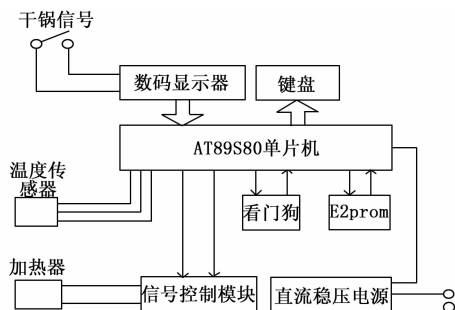 干锅信号
数码显示器
键盘
AT89S80单片机
温度传
感器
看门狗
E2prom
加热器
信号控制模块
直流稳压电源